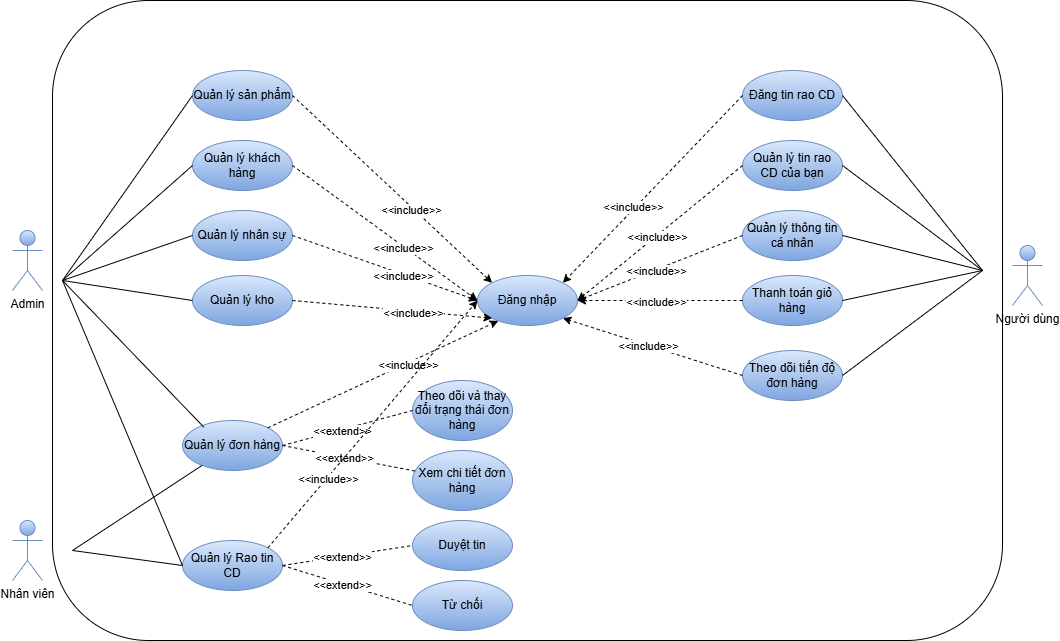 Quản lý sản phẩm
Đăng tin rao CD
Quản lý khách
hàng
Quản lý tin rao
CD của bạn
<<include>>
<<include>>
Quản lý nhân sự
Quản lý thông tin
cá nhân
<<include>>
<<include>>
<<include>>
<<include>>
Admin
Quản lý kho
Đăng nhập
Thanh toán giỏ
hàng
<<include>>
<<include>>
Người dùng
<<include>>
<<include>>
Theo dõi tiến độ
đơn hàng
Theo dõi và thay
đổi trạng thái đơn
hàng
<<extend>>
Quản lý đơn hàng
<<extend>>
Xem chi tiết đơn
hàng
<<include>>
Duyệt tin
<<extend>>
Quản lý Rao tin
CD
<<extend>>
Nhân viên
Từ chối